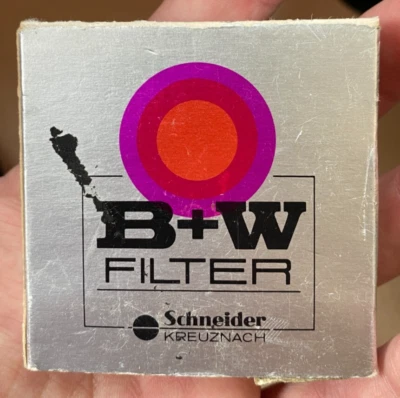 B+W
FILTER
Schneider
KREUZNACH